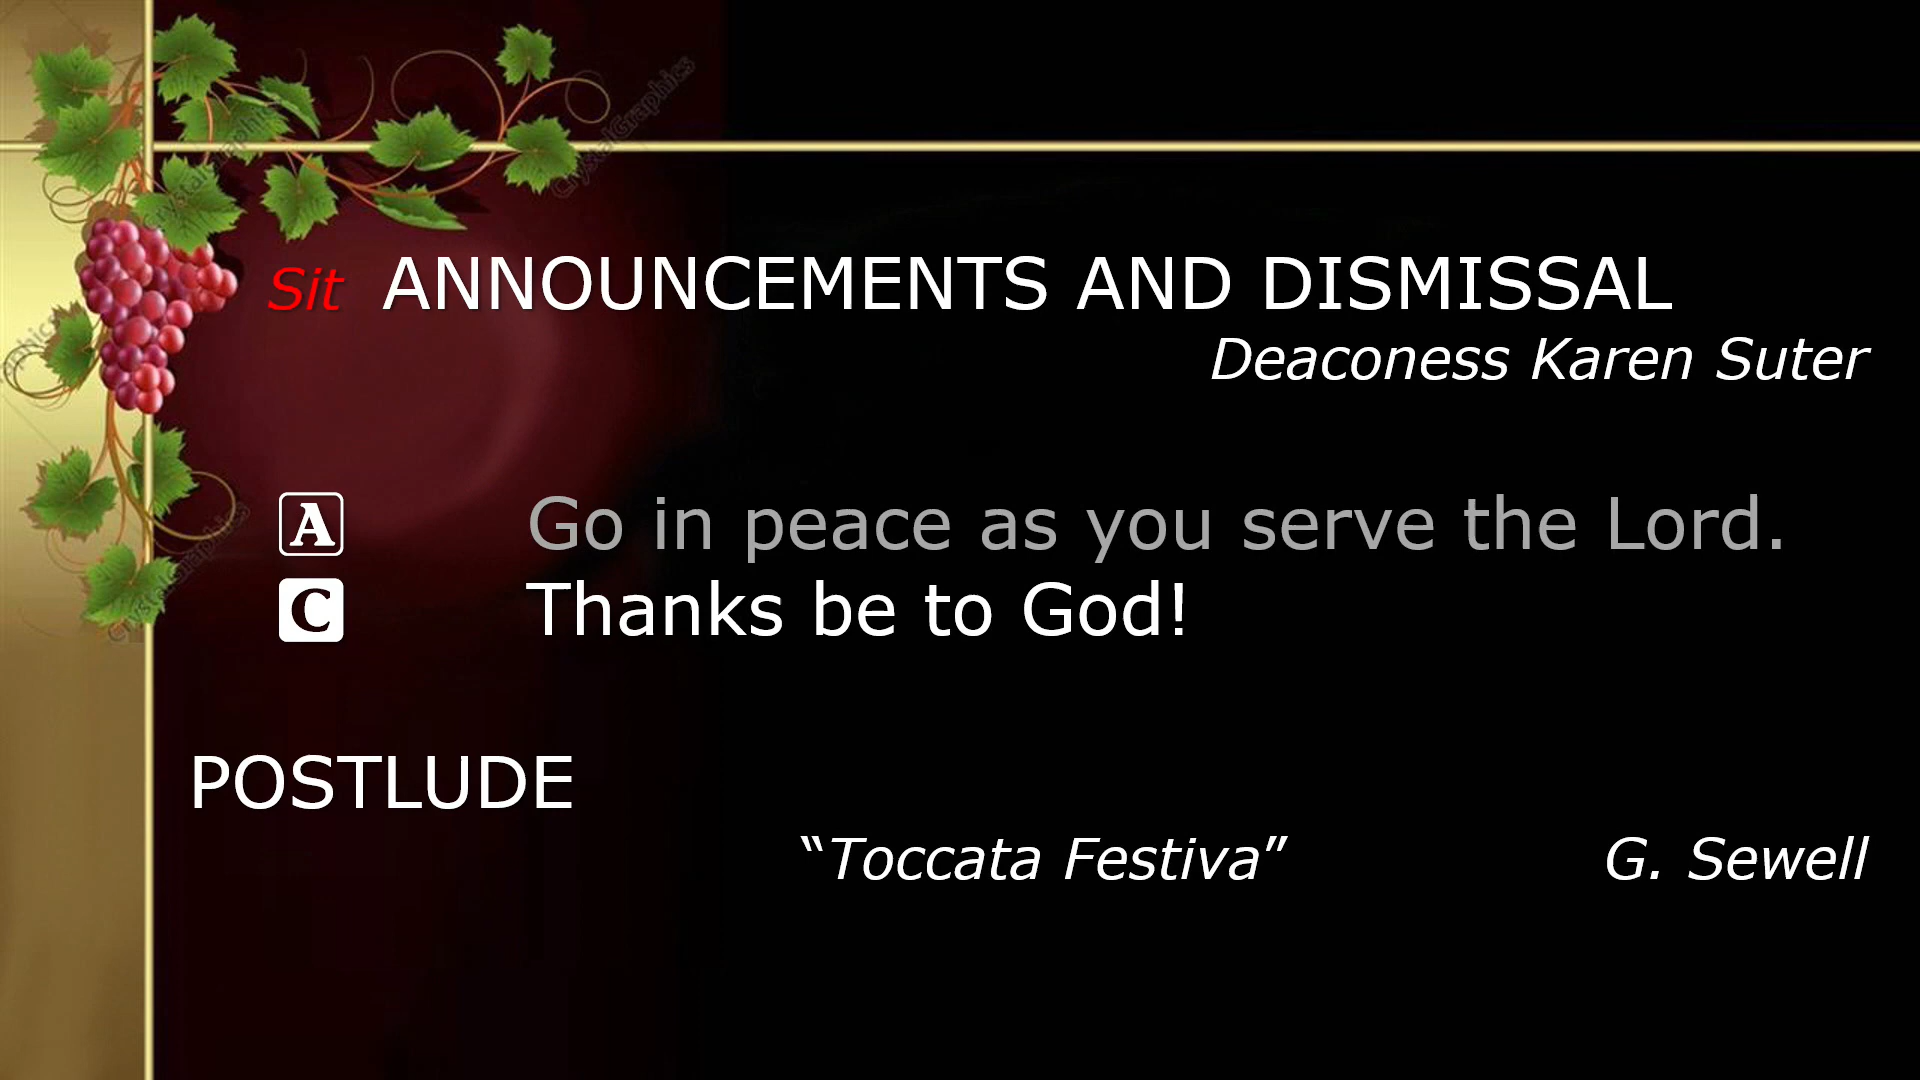 Sit ANNOUNCEMENTS AND DISMISSAL
Deaconess Karen Suter
A Go in peace as you serve the Lord.
C Thanks be to God!
POSTLUDE
“Toccata Festiva” G. Sewell
CrystalGraphics